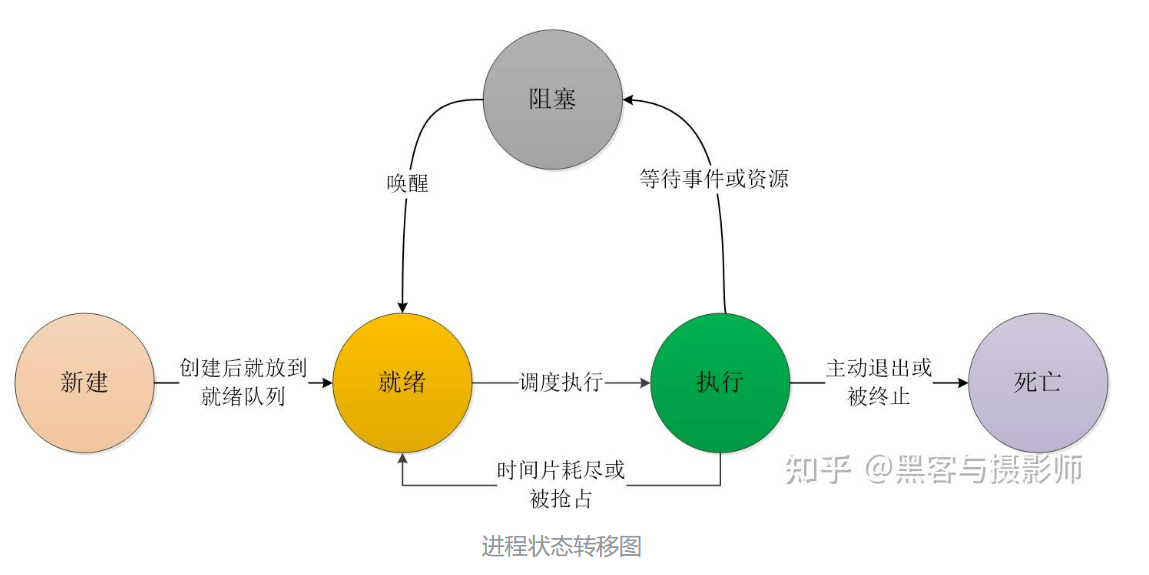 阻塞
唤醒
等待事件或资源
新建
创建后就放到
就绪队列
就绪
调度执行
执行
主动退出或
被终止
死亡
时间片耗尽或
被抢占
知乎 @黑客与摄影师
进程状态转移图